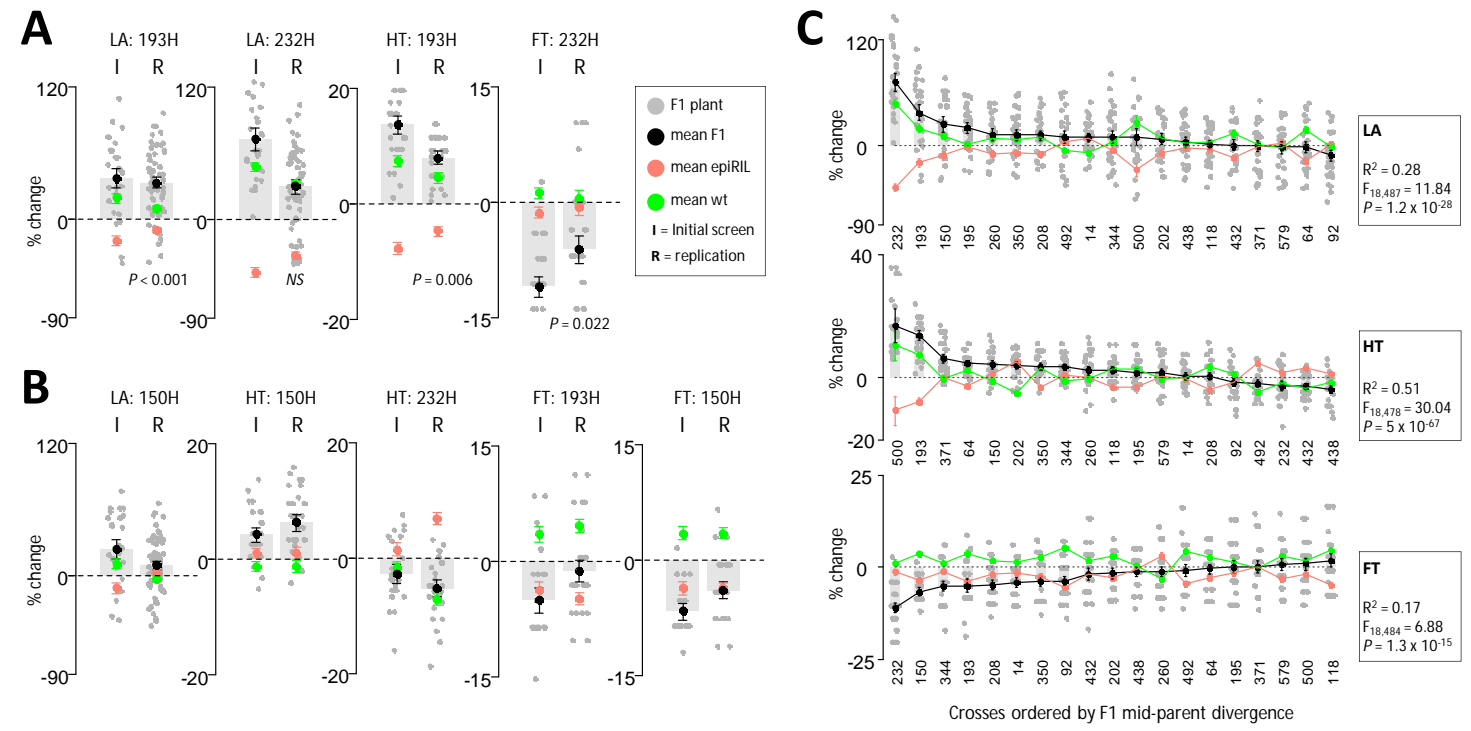 A
LA: 193H
I R
120
0
-90
% change
P < 0.001
LA: 232H
I R
120
0
-90
NS
HT: 193H
I R
20
0
-20
P = 0.006
FT: 232H
I R
15
0
-15
P = 0.022
F1 plant
mean F1
mean epiRIL
mean wt
I = Initial screen
R = replication
B
LA: 150H
I R
120
0
-90
% change
HT: 150H
I R
20
0
-20
HT: 232H
I R
20
0
-20
FT: 193H
I R
15
0
-15
FT: 150H
I R
15
0
-15
C
120
0
-90
% change
232 193 150 195 260 350 208 492 14 344 500 202 438 118 432 371 579 64 92
LA
R2 = 0.28
F18,487 = 11.84
P = 1.2 x 10-28
40
0
-20
% change
500 193 371 64 150 202 350 344 260 118 195 579 14 208 92 492 232 432 438
HT
R2 = 0.51
F18,478 = 30.04
P = 5 x 10-67
25
0
-25
% change
232 150 344 193 208 14 350 92 432 202 438 260 492 64 195 371 579 500 118
FT
R2 = 0.17
F18,484 = 6.88
P = 1.3 x 10-15
Crosses ordered by F1 mid-parent divergence